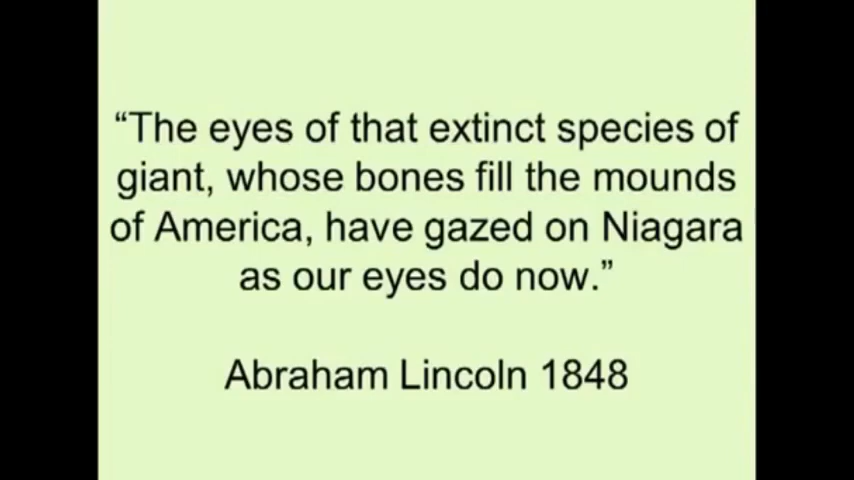 “The eyes of that extinct species of
giant, whose bones fill the mounds
of America, have gazed on Niagara
as our eyes do now.”
Abraham Lincoln 1848